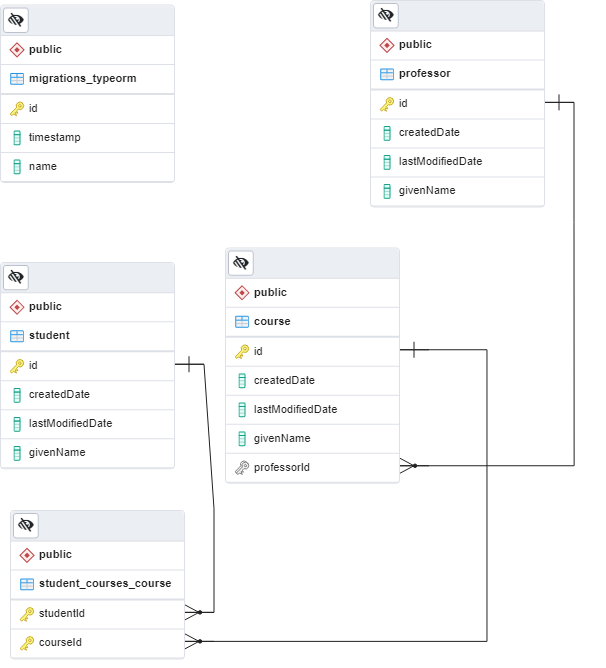 public
migrations_typeorm
id
timestamp
name
public
professor
id
createdDate
lastModifiedDate
givenName
public
student
id
createdDate
lastModifiedDate
givenName
public
course
id
createdDate
lastModifiedDate
givenName
professorId
public
student_courses_course
studentId
courseId